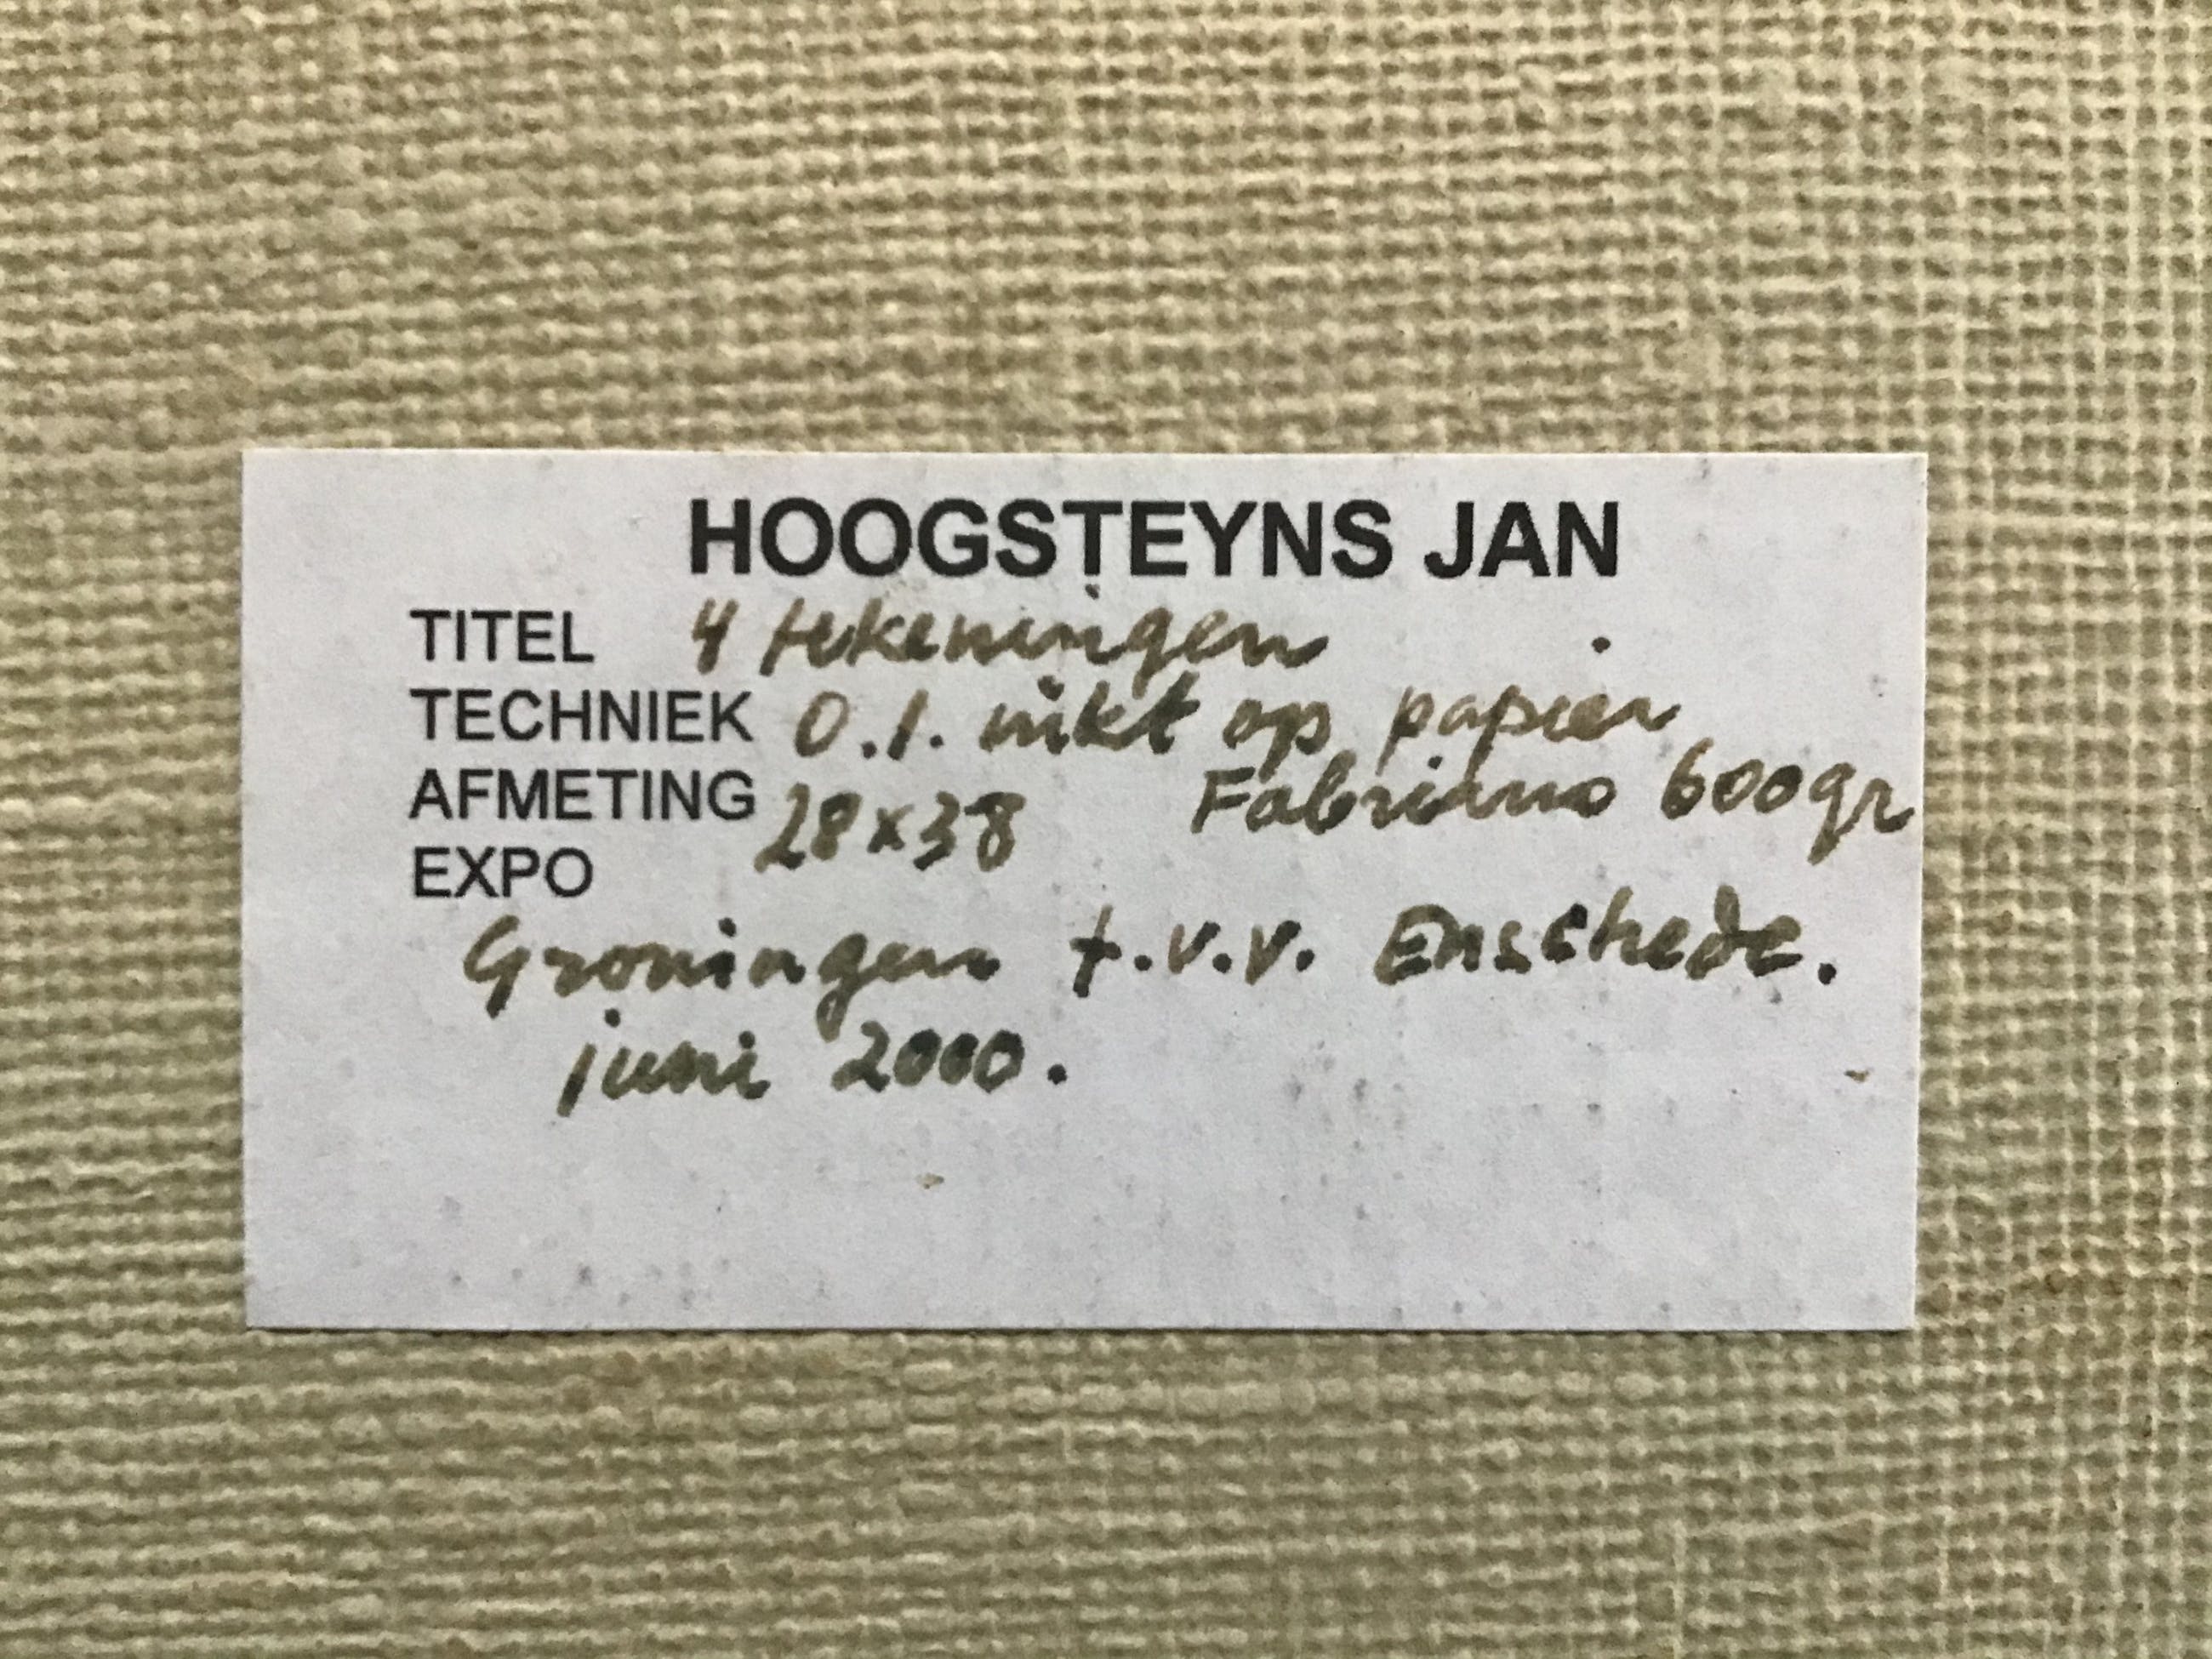 HOOGSTEYNS JAN
TITEL 4 tekeningen
TECHNIEK O.I. inkt op papier
AFMETING 28x38 Fabriano 600gr
EXPO
Groningen t.v.v. Enschede.
juni 2000.